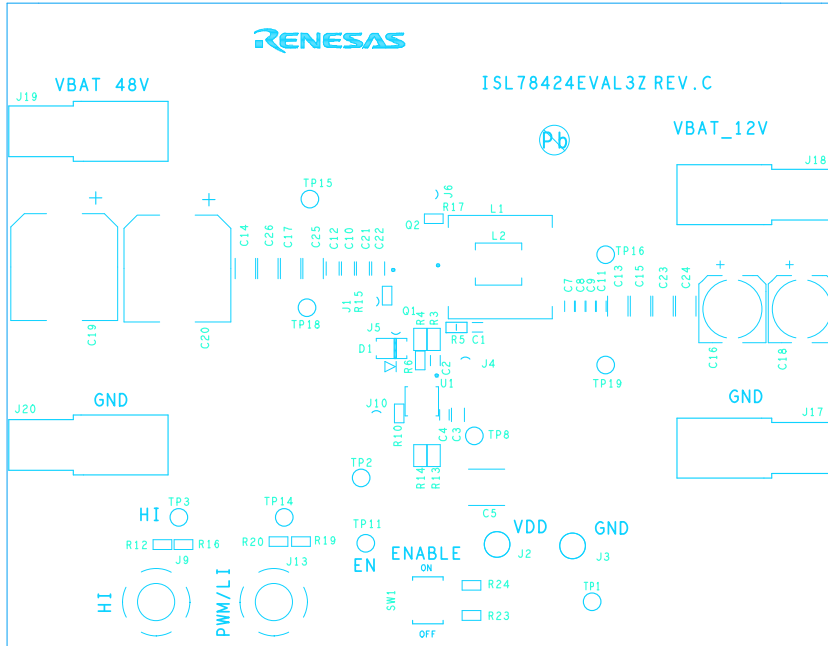 RENESAS
ISL78424EVAL3Z REV.C
VBAT 48V
J19
Pb
VBAT_12V
J18
TP15
J6
R17
Q2
L1
L2
TP16
C14
C26
C17
C25
C12
C10
C21
C22
C7
C8
C9
C11
C13
C15
C23
C24
J1
R15
TP18
Q1
R4
R3
R5
C1
C19
C20
J5
D1
R6
C2
J4
U1
C16
C18
TP19
GND
J20
J10
R10
C4
C3
TP8
GND
J17
TP2
R14
R13
C5
TP3
HI
TP14
TP11
EN
VDD
J2
GND
J3
R12
R16
J9
R20
R19
J13
ENABLE
ON
SW1
OFF
R24
R23
TP1
HI
PWM/LI